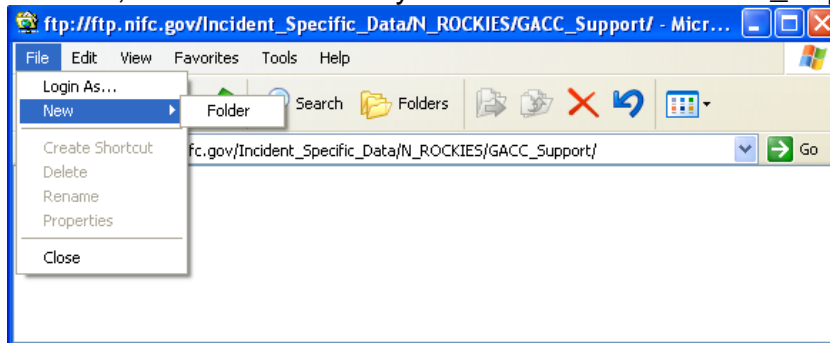 ftp://ftp.nifc.gov/Incident_Specific_Data/N_ROCKIES/GACC_Support/ - Micr...
File Edit View Favorites Tools Help
Login As...
New Folder Search Folders
Create Shortcut fc.gov/Incident_Specific_Data/N_ROCKIES/GACC_Support/ Go
Delete
Rename
Properties
Close